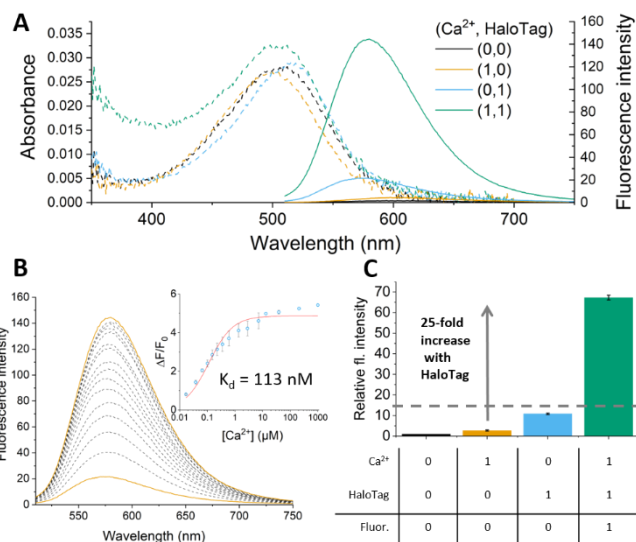 A
(Ca²⁺, HaloTag)
(0,0)
(1,0)
(0,1)
(1,1)
Absorbance
0.035
0.030
0.025
0.020
0.015
0.010
0.005
0.000
160
140
120
100
80
60
40
20
0
Fluorescence intensity
400 500 600 700
Wavelength (nm)
B
Fluorescence intensity
160
140
120
100
80
60
40
20
0
550 600 650 700 750
Wavelength (nm)
ΔF/F₀
6
4
2
0
K_d = 113 nM
0.01 0.1 1 10 100 1000
[Ca²⁺] (µM)
C
Relative fl. intensity
70
60
50
40
30
20
10
0
25-fold
increase
with
HaloTag
Ca²⁺ 0 1 0 1
HaloTag 0 0 1 1
Fluor. 0 0 0 1